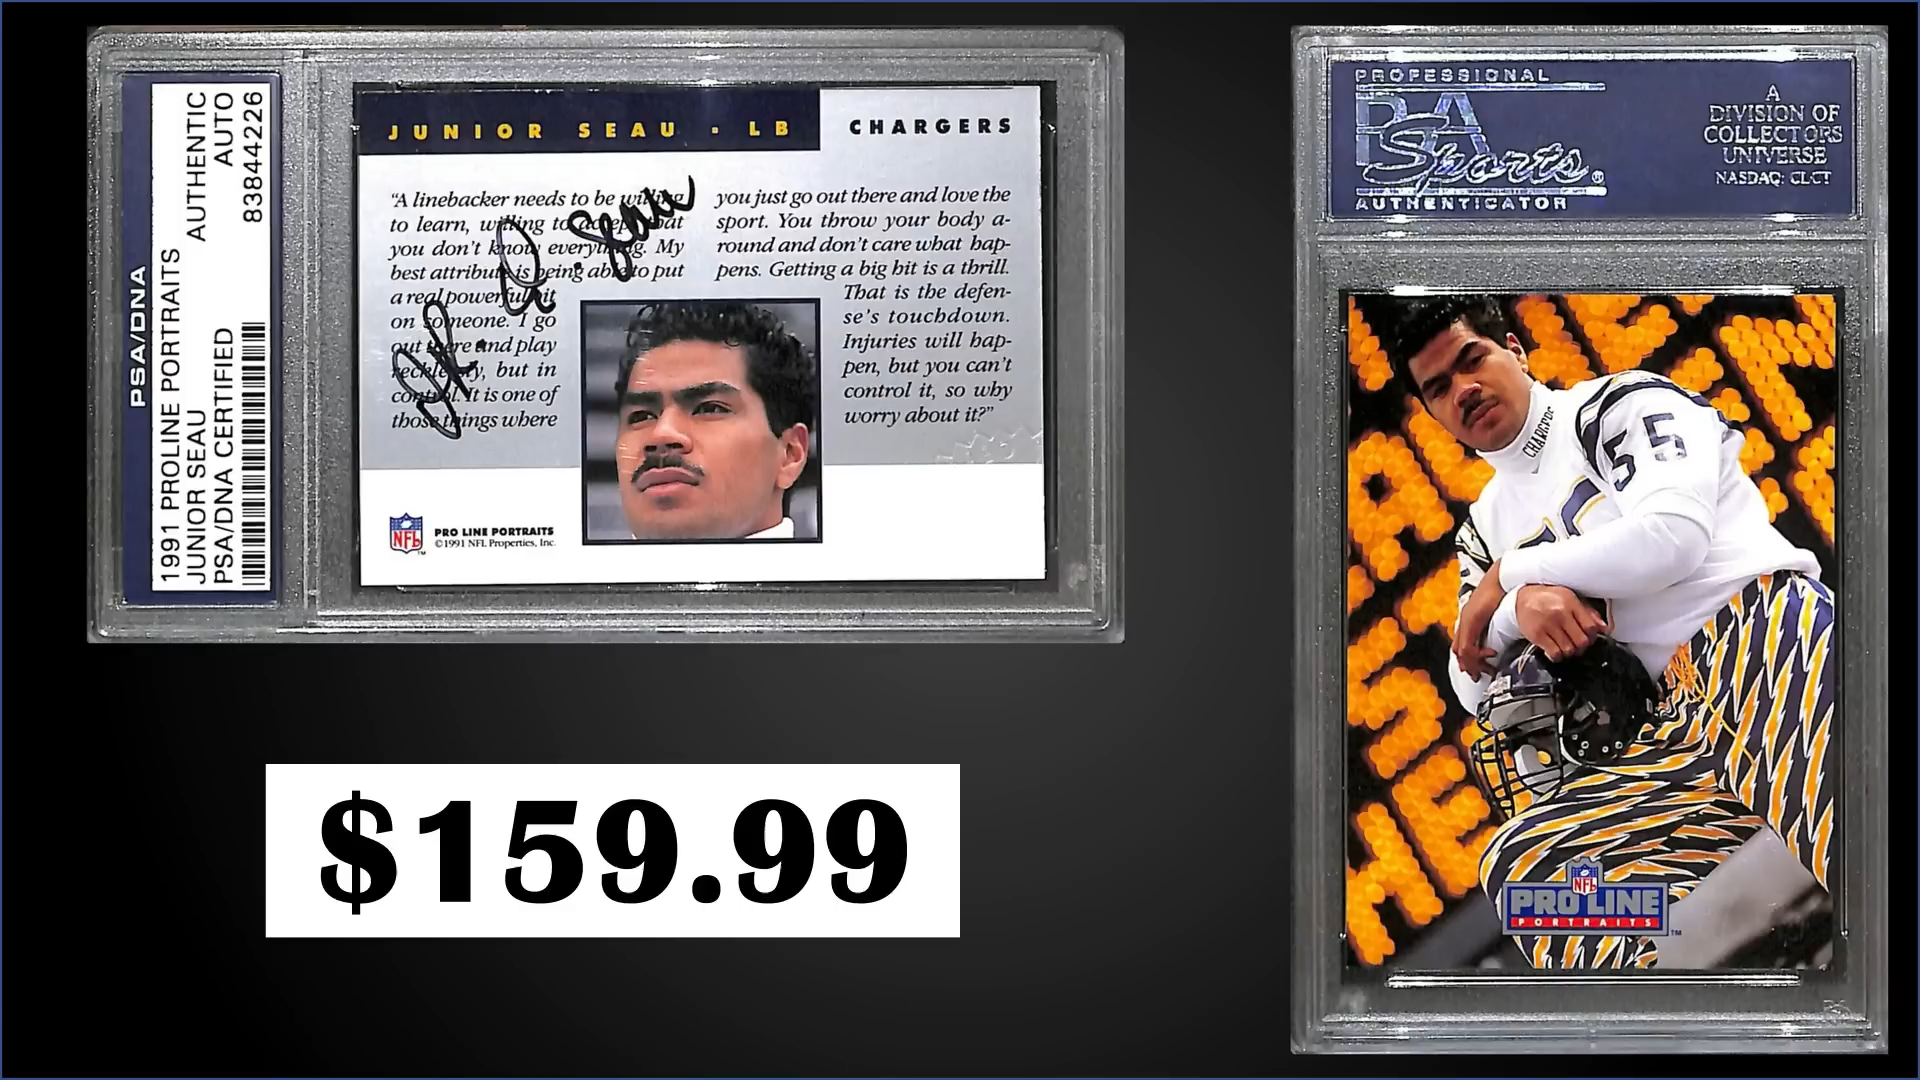 PSA/DNA
1991 PROLINE PORTRAITS
JUNIOR SEAU AUTHENTIC
PSA/DNA CERTIFIED AUTO
83844226
JUNIOR SEAU · LB
CHARGERS
"A linebacker needs to be willing
to learn, willing to accept that
you don't know everything. My
best attribute is being able to put
a real powerful hit
on someone. I go
out there and play
recklessly, but in
control. It is one of
those things where
you just go out there and love the
sport. You throw your body a-
round and don't care what hap-
pens. Getting a big hit is a thrill.
That is the defen-
se's touchdown.
Injuries will hap-
pen, but you can't
control it, so why
worry about it?"
Jr. Seau
NFL
TM
PRO LINE PORTRAITS
©1991 NFL Properties, Inc.
$159.99
PROFESSIONAL
PSA
Sports®
AUTHENTICATOR
A
DIVISION OF
COLLECTORS
UNIVERSE
NASDAQ: CLCT
CHARGERS
55
NFL
PRO LINE
PORTRAITS
TM